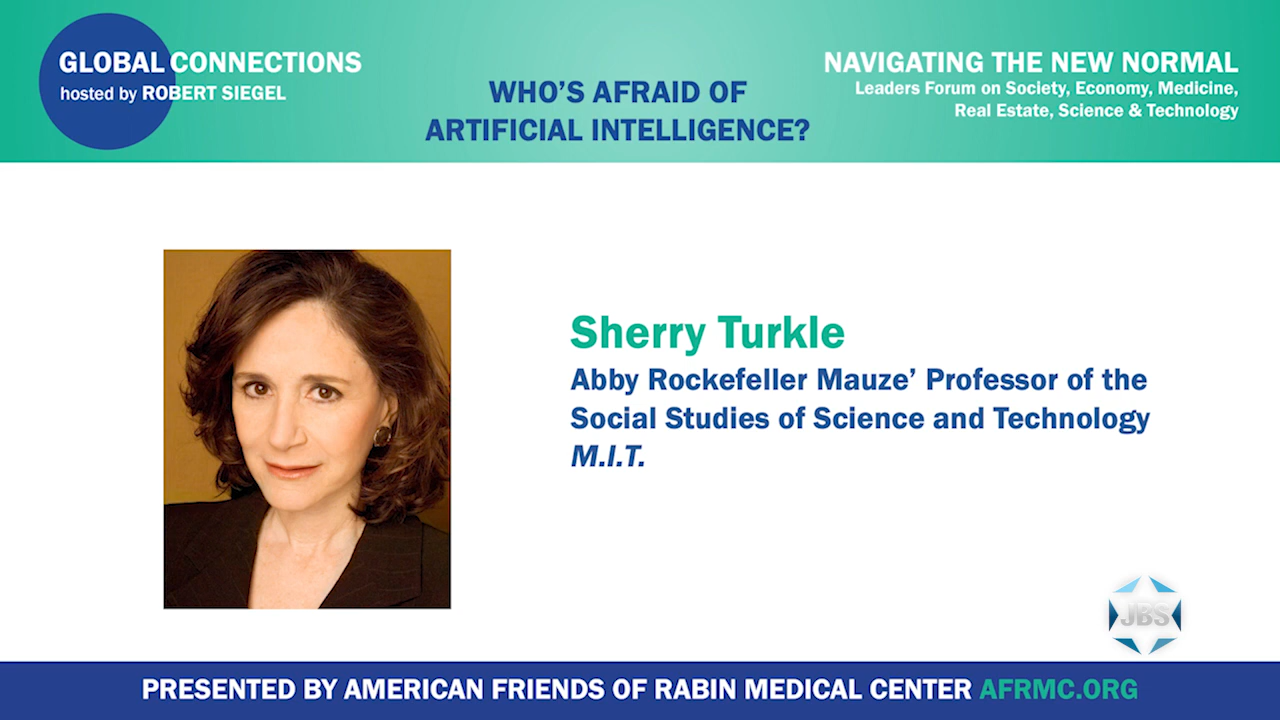 GLOBAL CONNECTIONS
hosted by ROBERT SIEGEL
WHO'S AFRAID OF
ARTIFICIAL INTELLIGENCE?
NAVIGATING THE NEW NORMAL
Leaders Forum on Society, Economy, Medicine,
Real Estate, Science & Technology
Sherry Turkle
Abby Rockefeller Mauze' Professor of the
Social Studies of Science and Technology
M.I.T.
JBS
PRESENTED BY AMERICAN FRIENDS OF RABIN MEDICAL CENTER AFRMC.ORG